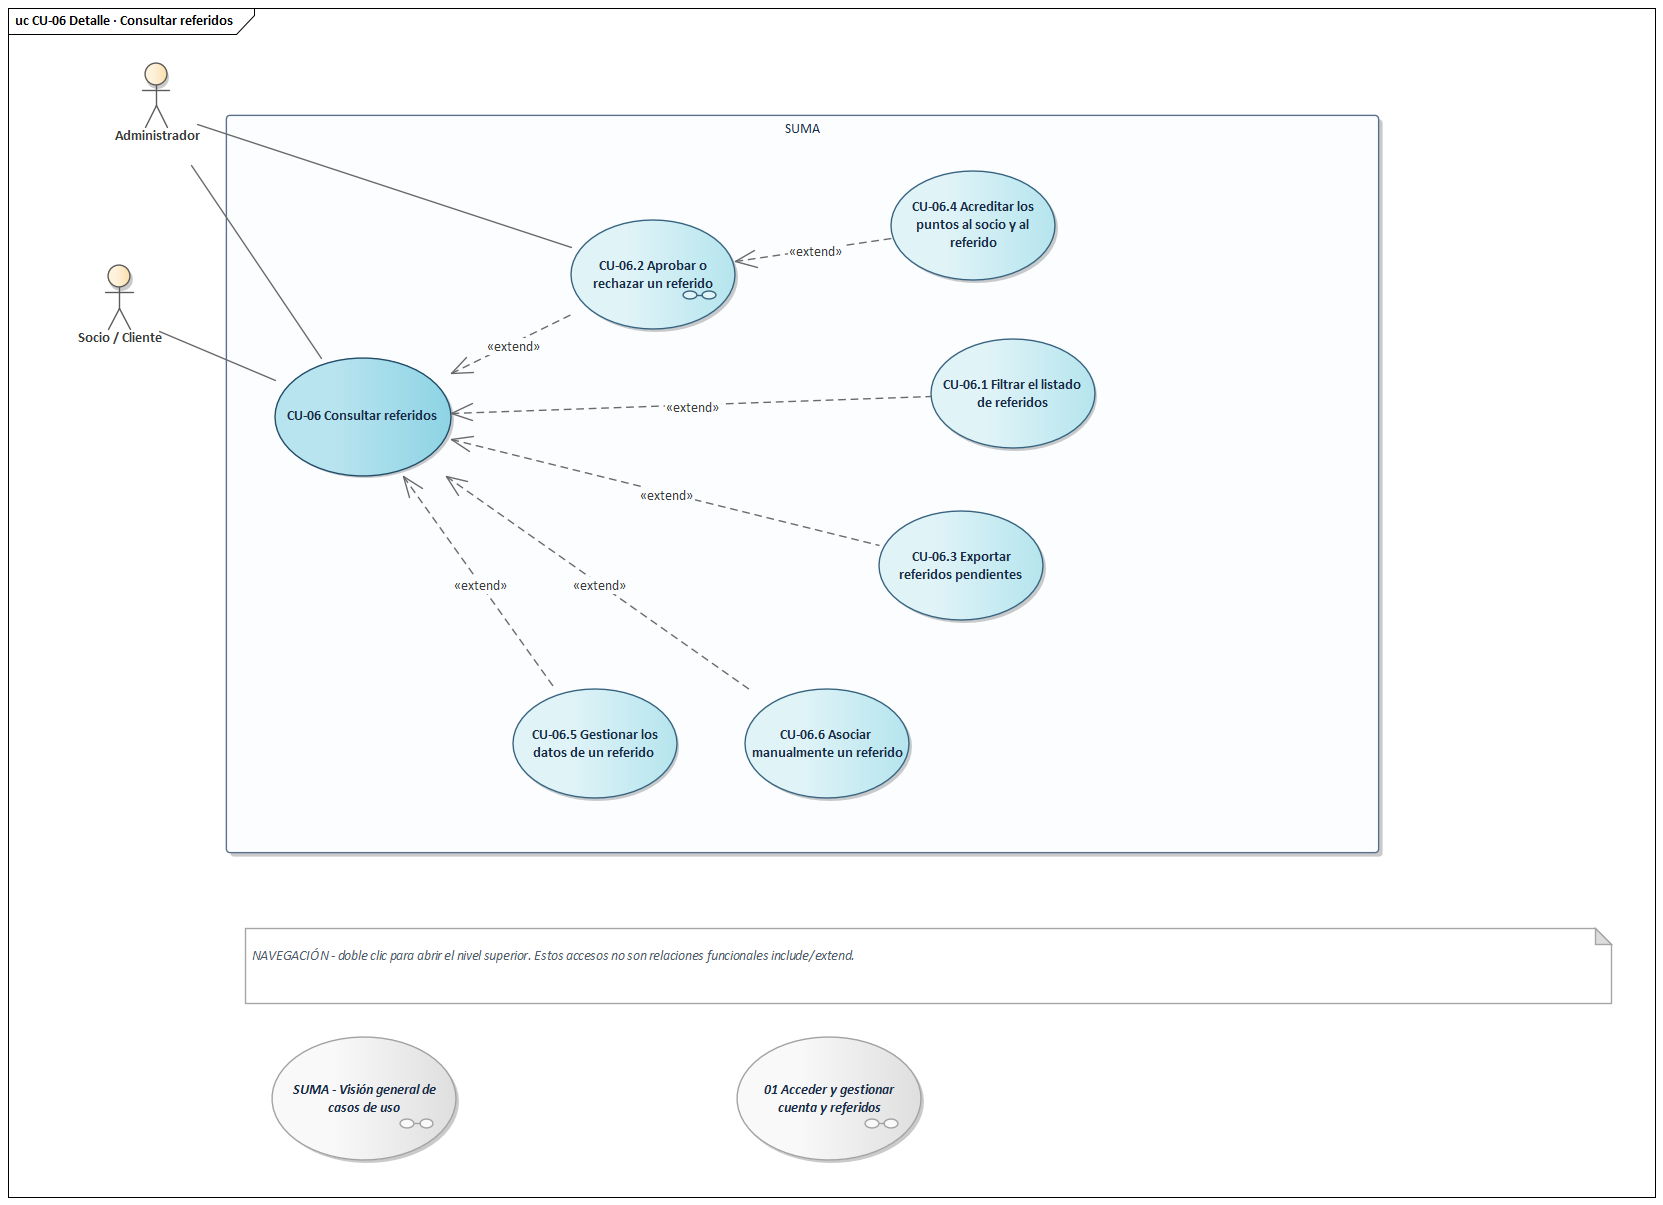 uc CU-06 Detalle · Consultar referidos
Administrador
SUMA
CU-06.4 Acreditar los
puntos al socio y al
referido
«extend»
CU-06.2 Aprobar o
rechazar un referido
Socio / Cliente
«extend»
CU-06.1 Filtrar el listado
de referidos
«extend»
CU-06 Consultar referidos
«extend»
CU-06.3 Exportar
referidos pendientes
«extend»
«extend»
CU-06.5 Gestionar los
datos de un referido
CU-06.6 Asociar
manualmente un referido
NAVEGACIÓN - doble clic para abrir el nivel superior. Estos accesos no son relaciones funcionales include/extend.
SUMA - Visión general de
casos de uso
01 Acceder y gestionar
cuenta y referidos